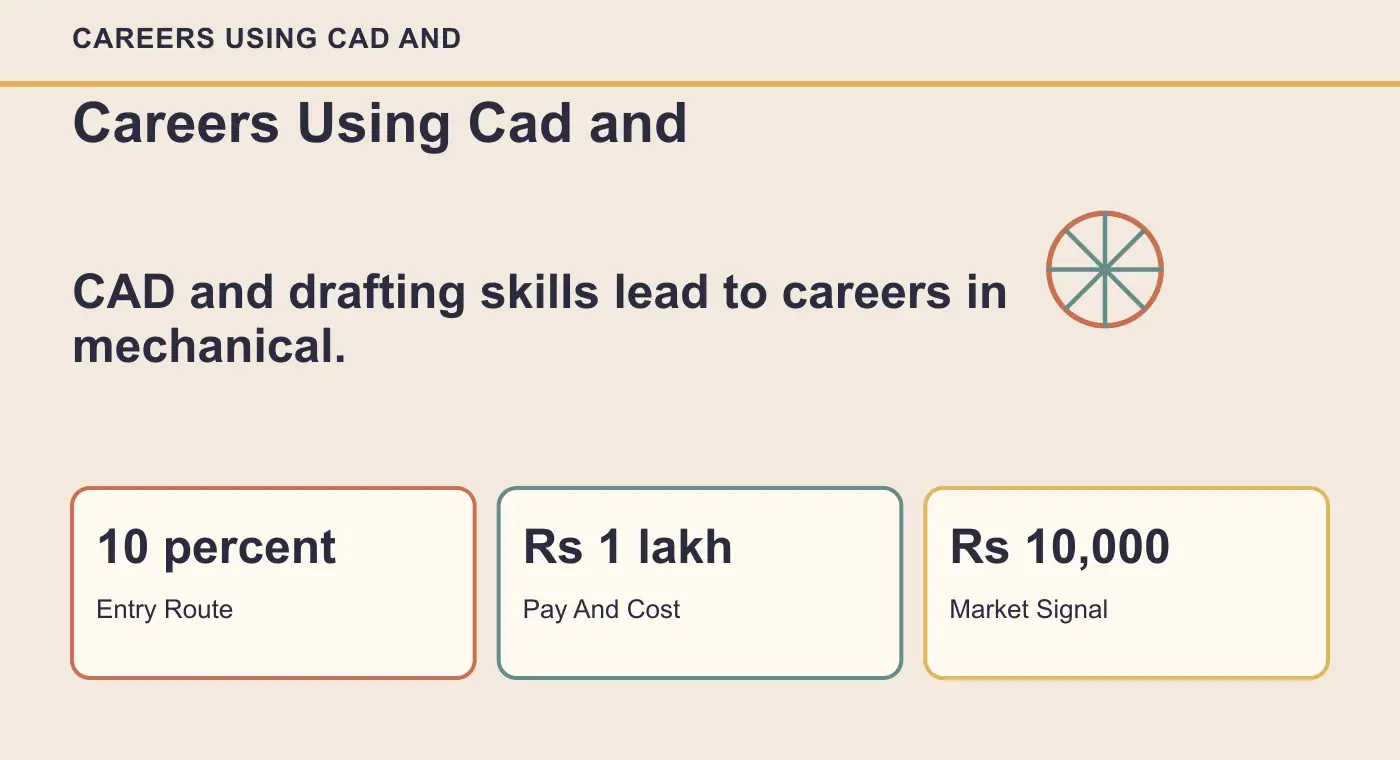 CAREERS USING CAD AND
Careers Using Cad and
CAD and drafting skills lead to careers in
mechanical.
10 percent
Entry Route
Rs 1 lakh
Pay And Cost
Rs 10,000
Market Signal